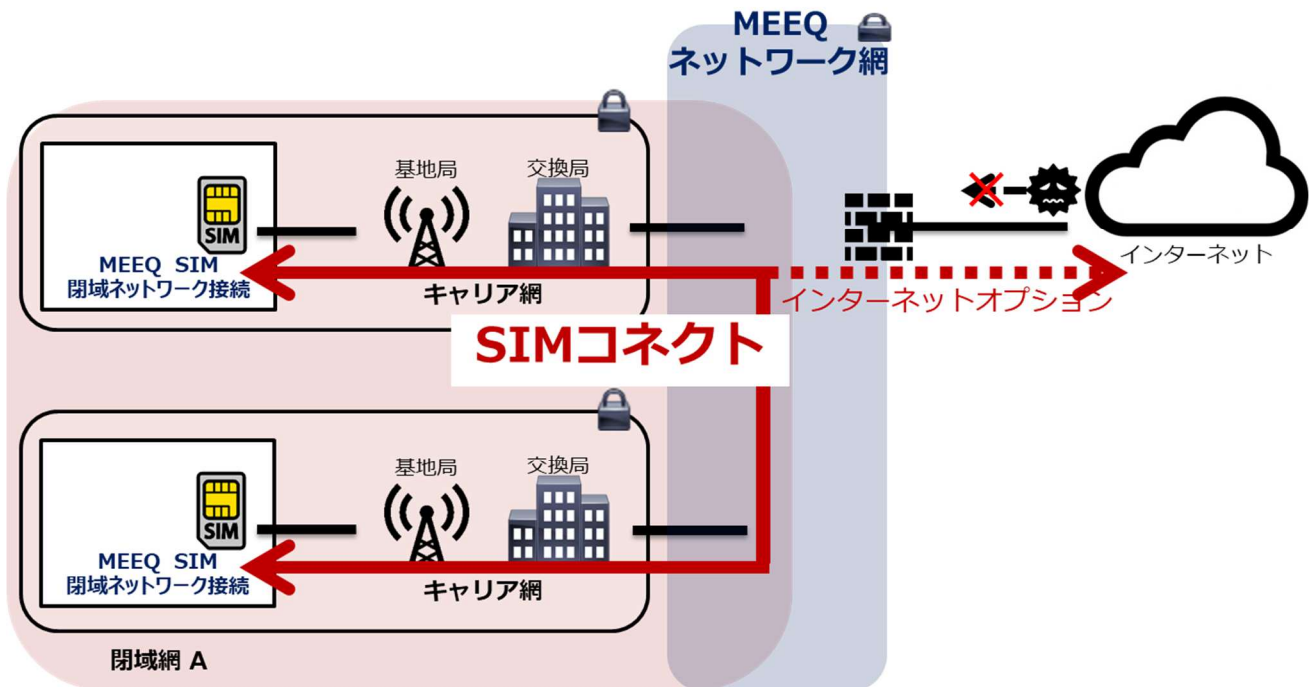 MEEQ
ネットワーク網
基地局
交換局
SIM
MEEQ SIM
閉域ネットワーク接続
キャリア網
インターネット
インターネットオプション
SIMコネクト
基地局
交換局
SIM
MEEQ SIM
閉域ネットワーク接続
キャリア網
閉域網 A